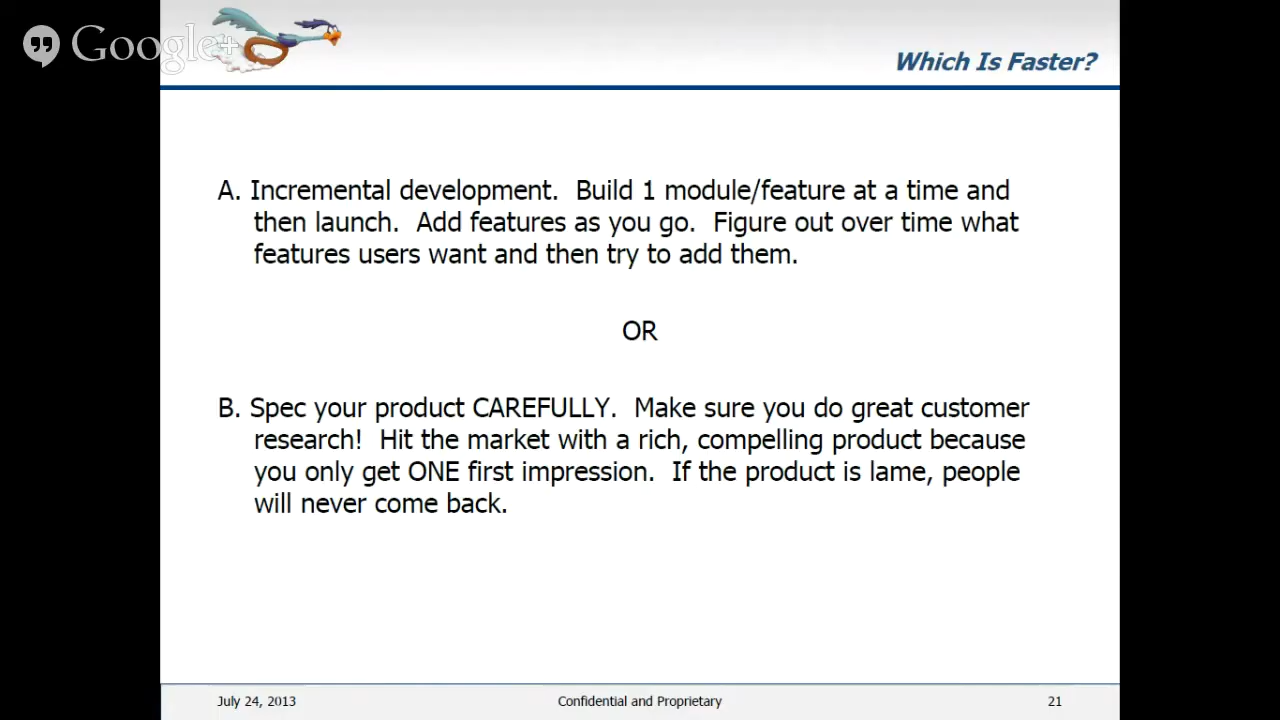 Google+
Which Is Faster?
A. Incremental development. Build 1 module/feature at a time and
then launch. Add features as you go. Figure out over time what
features users want and then try to add them.
OR
B. Spec your product CAREFULLY. Make sure you do great customer
research! Hit the market with a rich, compelling product because
you only get ONE first impression. If the product is lame, people
will never come back.
July 24, 2013 Confidential and Proprietary 21